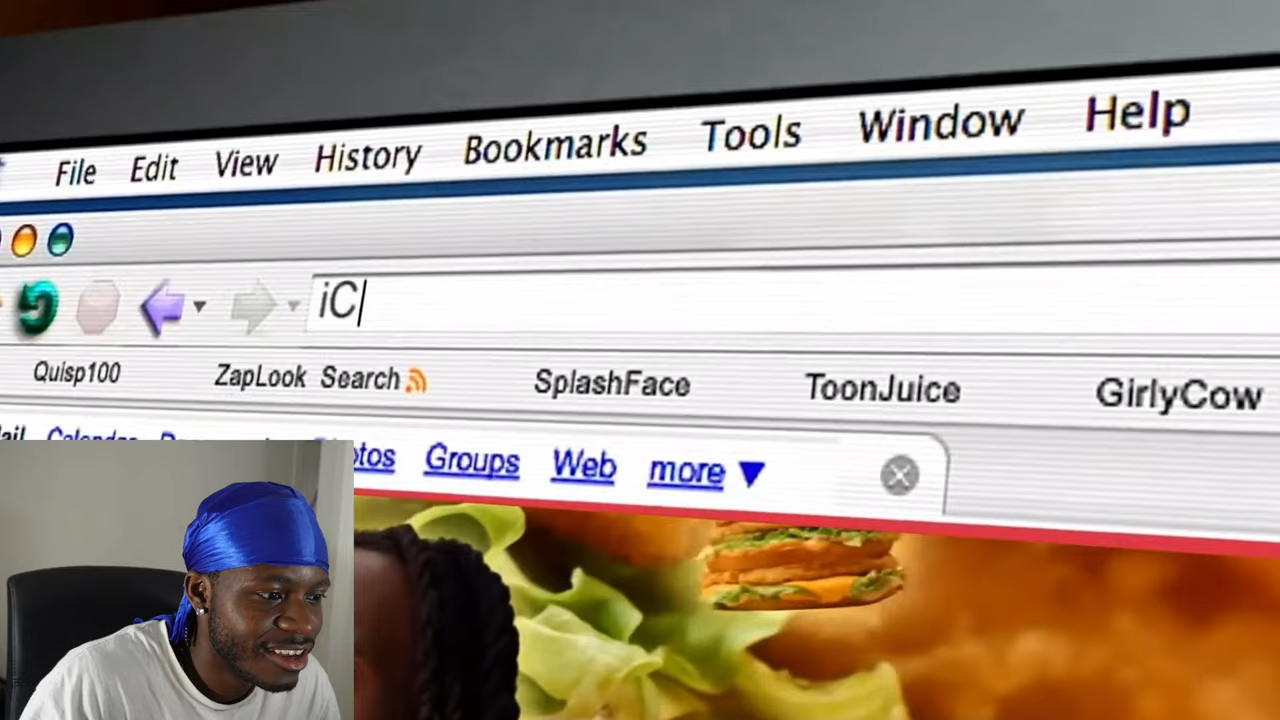 File Edit View History Bookmarks Tools Window Help
iC
Quisp100 ZapLook Search SplashFace ToonJuice GirlyCow
Groups Web more